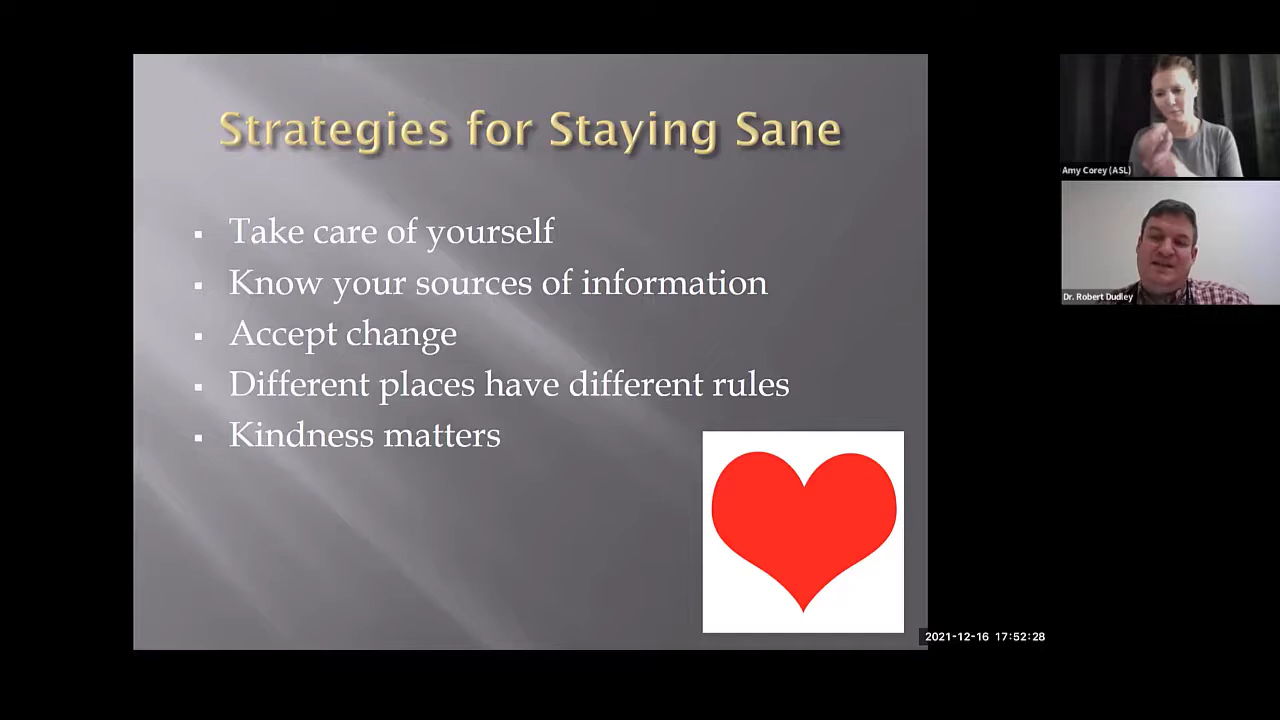 Strategies for Staying Sane
Take care of yourself
Know your sources of information
Accept change
Different places have different rules
Kindness matters
Amy Corey (ASL)
Dr. Robert Dudley
2021-12-16 17:52:28